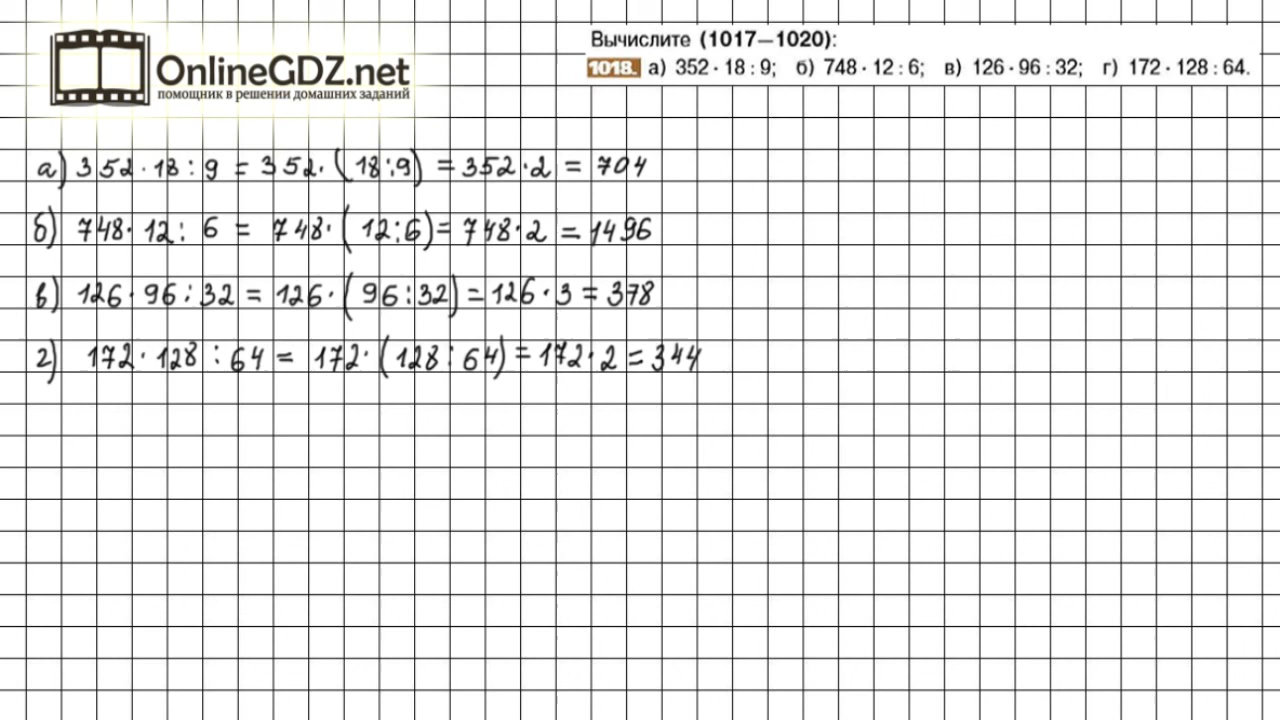 OnlineGDZ.net
помощник в решении домашних заданий
Вычислите (1017—1020):
1018. а) 352 · 18 : 9; б) 748 · 12 : 6; в) 126 · 96 : 32; г) 172 · 128 : 64.
а) 352 · 18 : 9 = 352 · (18 : 9) = 352 · 2 = 704
б) 748 · 12 : 6 = 748 · (12 : 6) = 748 · 2 = 1496
в) 126 · 96 : 32 = 126 · (96 : 32) = 126 · 3 = 378
г) 172 · 128 : 64 = 172 · (128 : 64) = 172 · 2 = 344